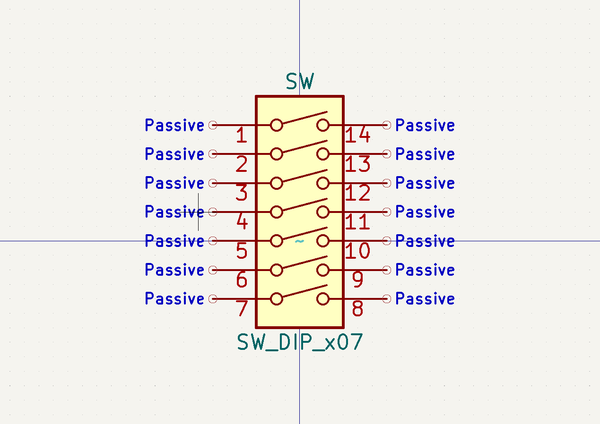 SW
Passive 1 14 Passive
Passive 2 13 Passive
Passive 3 12 Passive
Passive 4 11 Passive
Passive 5 ~ 10 Passive
Passive 6 9 Passive
Passive 7 8 Passive
SW_DIP_x07